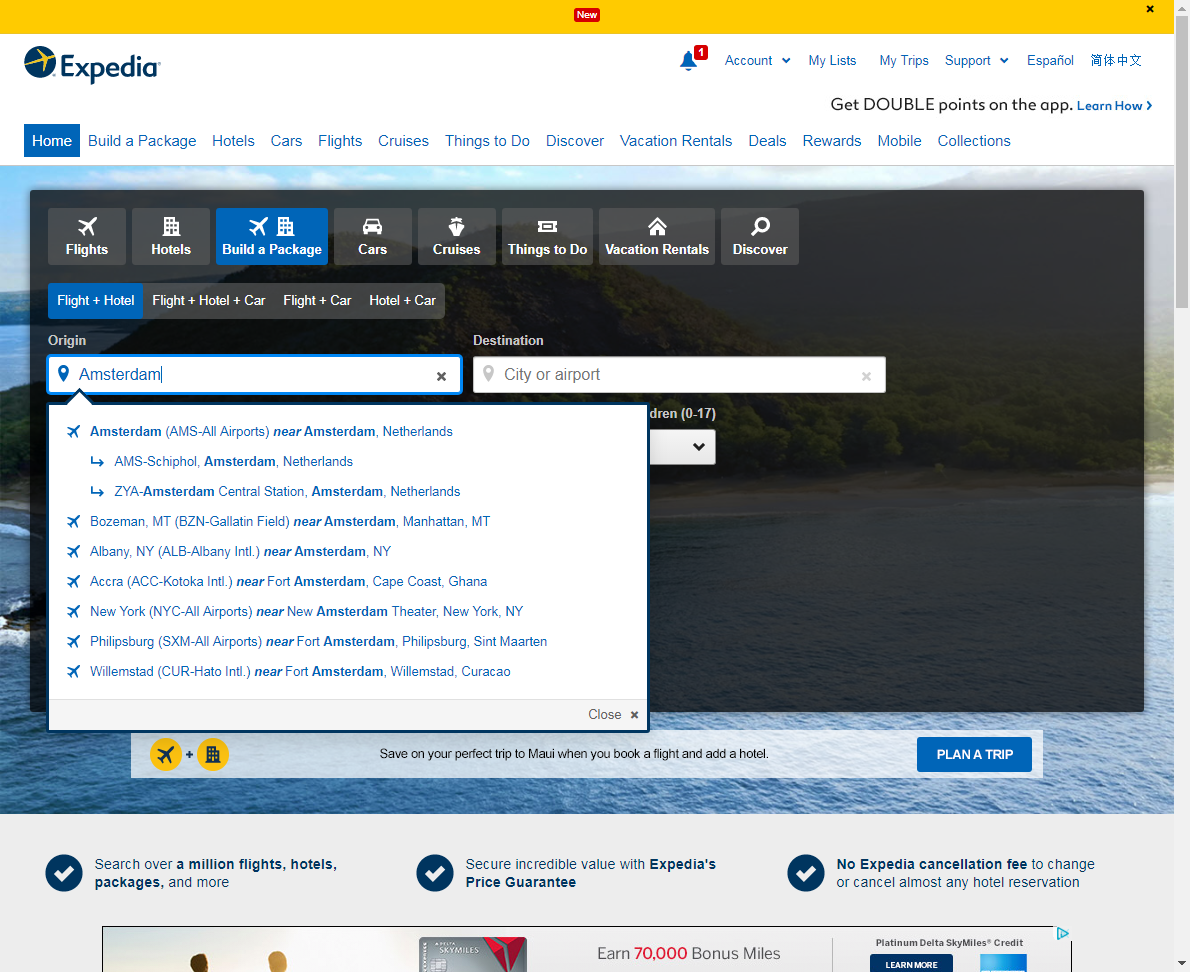 New
Expedia
1
Account
My Lists
My Trips
Support
Español
简体中文
Get DOUBLE points on the app. Learn How
Home
Build a Package
Hotels
Cars
Flights
Cruises
Things to Do
Discover
Vacation Rentals
Deals
Rewards
Mobile
Collections
Flights
Hotels
Build a Package
Cars
Cruises
Things to Do
Vacation Rentals
Discover
Flight + Hotel
Flight + Hotel + Car
Flight + Car
Hotel + Car
Origin
Destination
Amsterdam
City or airport
dren (0-17)
Amsterdam (AMS-All Airports) near Amsterdam, Netherlands
AMS-Schiphol, Amsterdam, Netherlands
ZYA-Amsterdam Central Station, Amsterdam, Netherlands
Bozeman, MT (BZN-Gallatin Field) near Amsterdam, Manhattan, MT
Albany, NY (ALB-Albany Intl.) near Amsterdam, NY
Accra (ACC-Kotoka Intl.) near Fort Amsterdam, Cape Coast, Ghana
New York (NYC-All Airports) near New Amsterdam Theater, New York, NY
Philipsburg (SXM-All Airports) near Fort Amsterdam, Philipsburg, Sint Maarten
Willemstad (CUR-Hato Intl.) near Fort Amsterdam, Willemstad, Curacao
Close
+
Save on your perfect trip to Maui when you book a flight and add a hotel.
PLAN A TRIP
Search over a million flights, hotels,
packages, and more
Secure incredible value with Expedia's
Price Guarantee
No Expedia cancellation fee to change
or cancel almost any hotel reservation
DELTA
SKYMILES
Earn 70,000 Bonus Miles
Platinum Delta SkyMiles® Credit
LEARN MORE